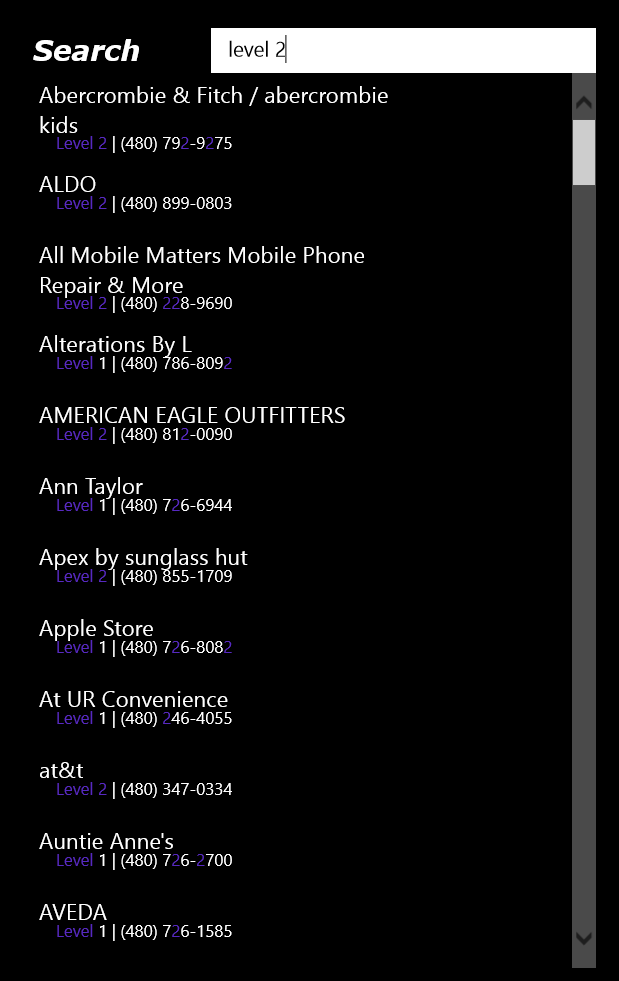 Search
level 2
Abercrombie & Fitch / abercrombie
kids
Level 2 | (480) 792-9275
ALDO
Level 2 | (480) 899-0803
All Mobile Matters Mobile Phone
Repair & More
Level 2 | (480) 228-9690
Alterations By L
Level 1 | (480) 786-8092
AMERICAN EAGLE OUTFITTERS
Level 2 | (480) 812-0090
Ann Taylor
Level 1 | (480) 726-6944
Apex by sunglass hut
Level 2 | (480) 855-1709
Apple Store
Level 1 | (480) 726-8082
At UR Convenience
Level 1 | (480) 246-4055
at&t
Level 2 | (480) 347-0334
Auntie Anne's
Level 1 | (480) 726-2700
AVEDA
Level 1 | (480) 726-1585